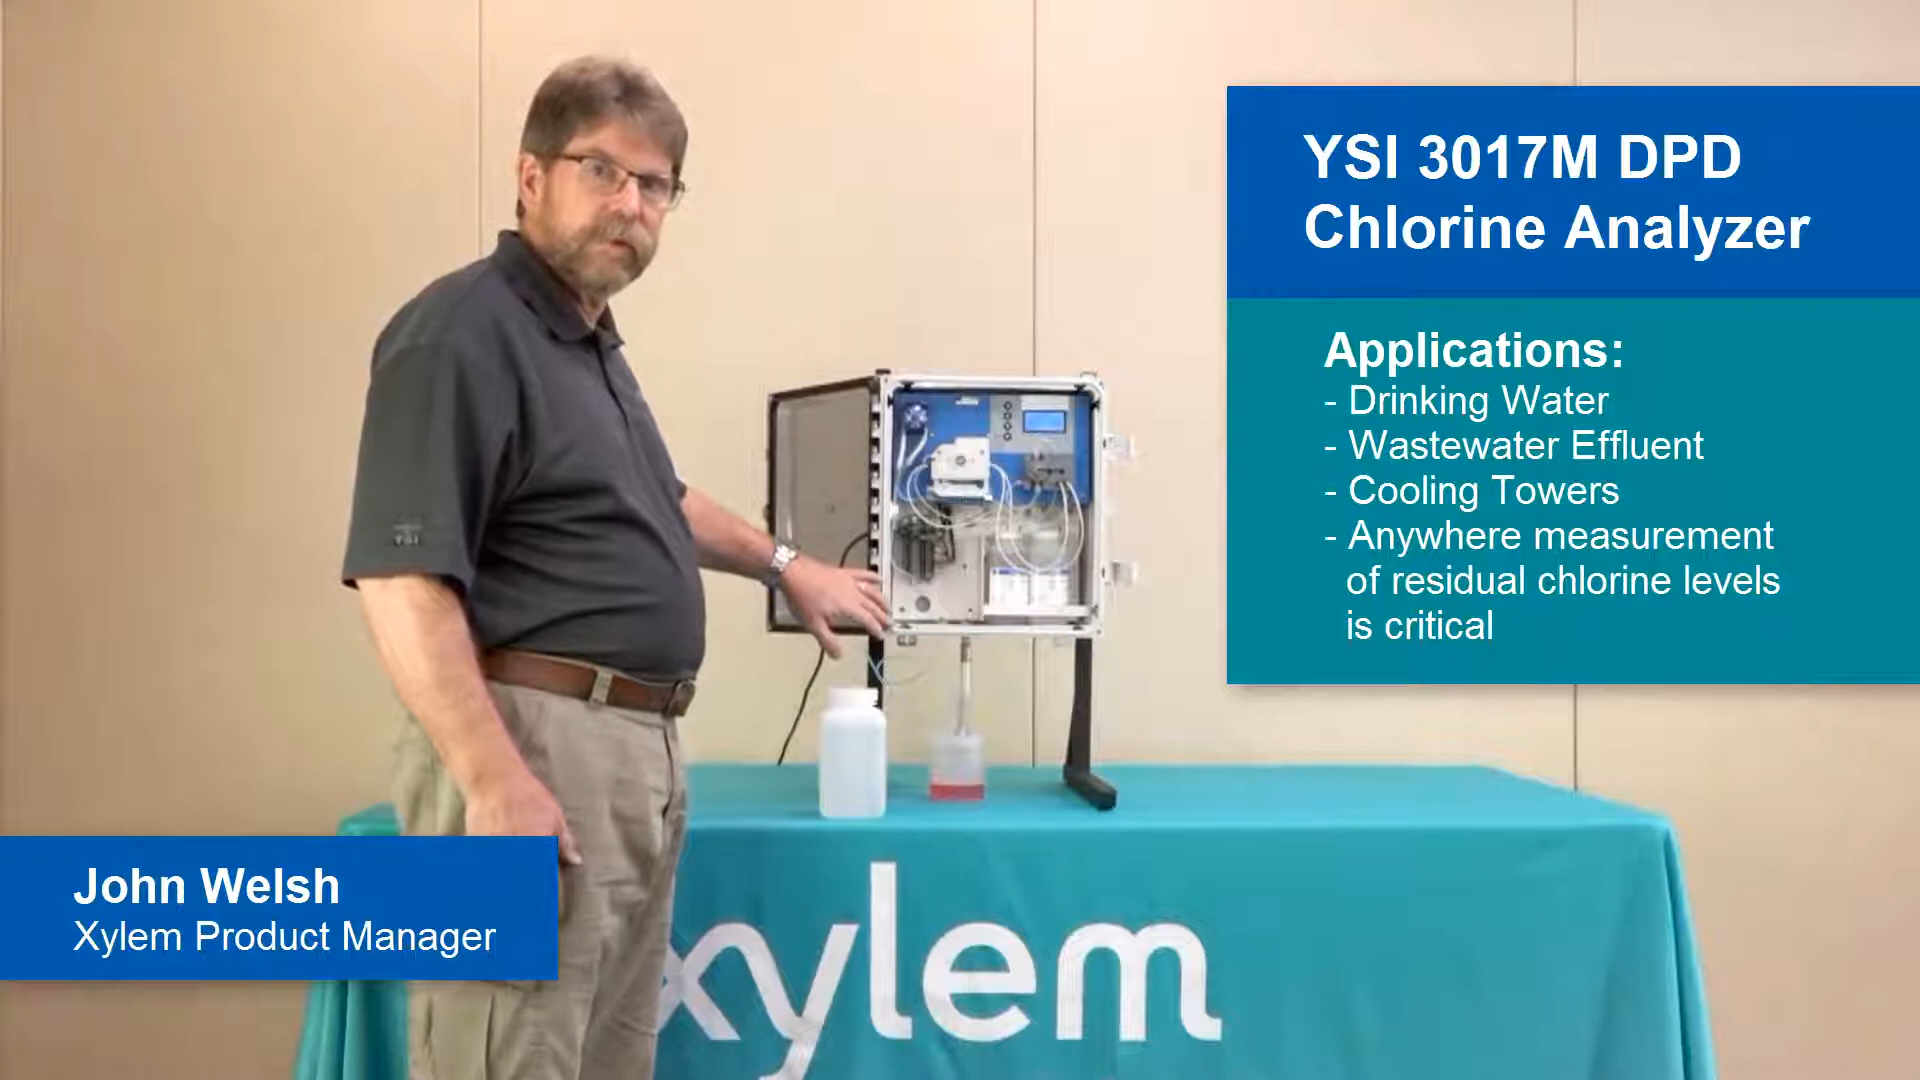 YSI 3017M DPD
Chlorine Analyzer
Applications:
- Drinking Water
- Wastewater Effluent
- Cooling Towers
- Anywhere measurement
of residual chlorine levels
is critical
YSI
John Welsh
Xylem Product Manager
xylem